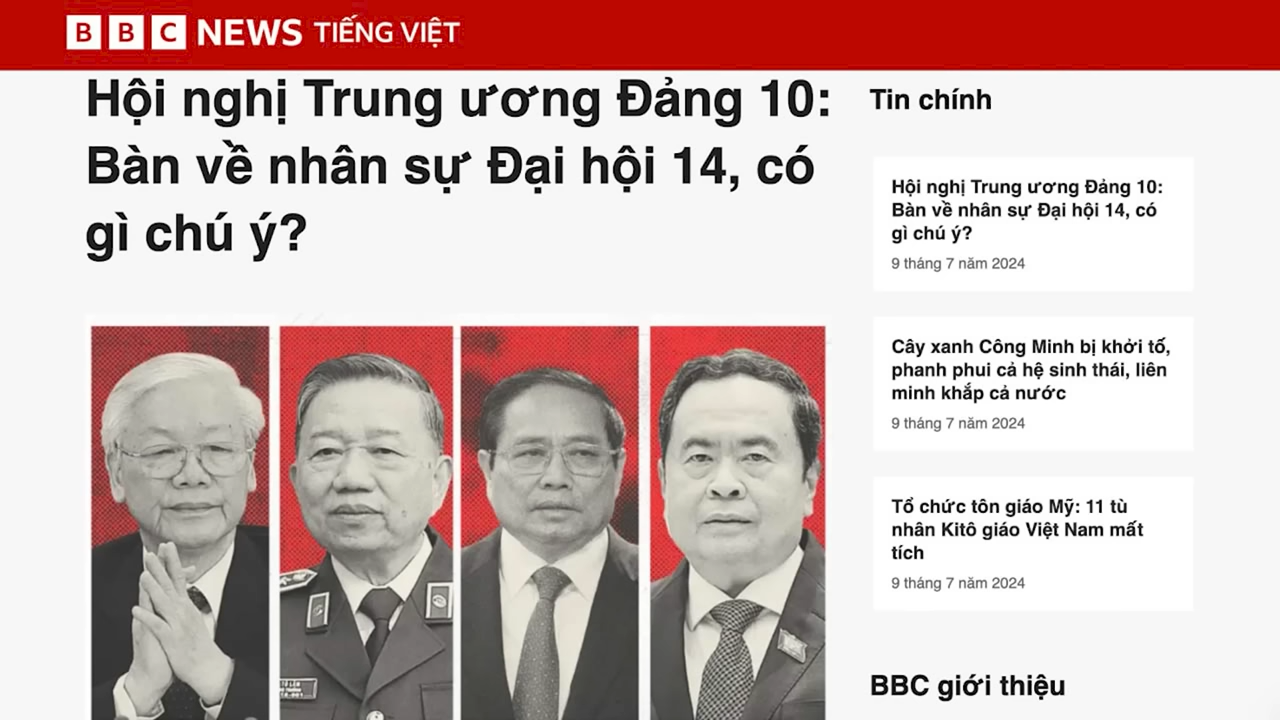 BBC NEWS TIẾNG VIỆT
Hội nghị Trung ương Đảng 10:
Bàn về nhân sự Đại hội 14, có
gì chú ý?
Tin chính
Hội nghị Trung ương Đảng 10:
Bàn về nhân sự Đại hội 14, có
gì chú ý?
9 tháng 7 năm 2024
Cây xanh Công Minh bị khởi tố,
phanh phui cả hệ sinh thái, liên
minh khắp cả nước
9 tháng 7 năm 2024
Tổ chức tôn giáo Mỹ: 11 tù
nhân Kitô giáo Việt Nam mất
tích
9 tháng 7 năm 2024
BBC giới thiệu
TÔ LÂM